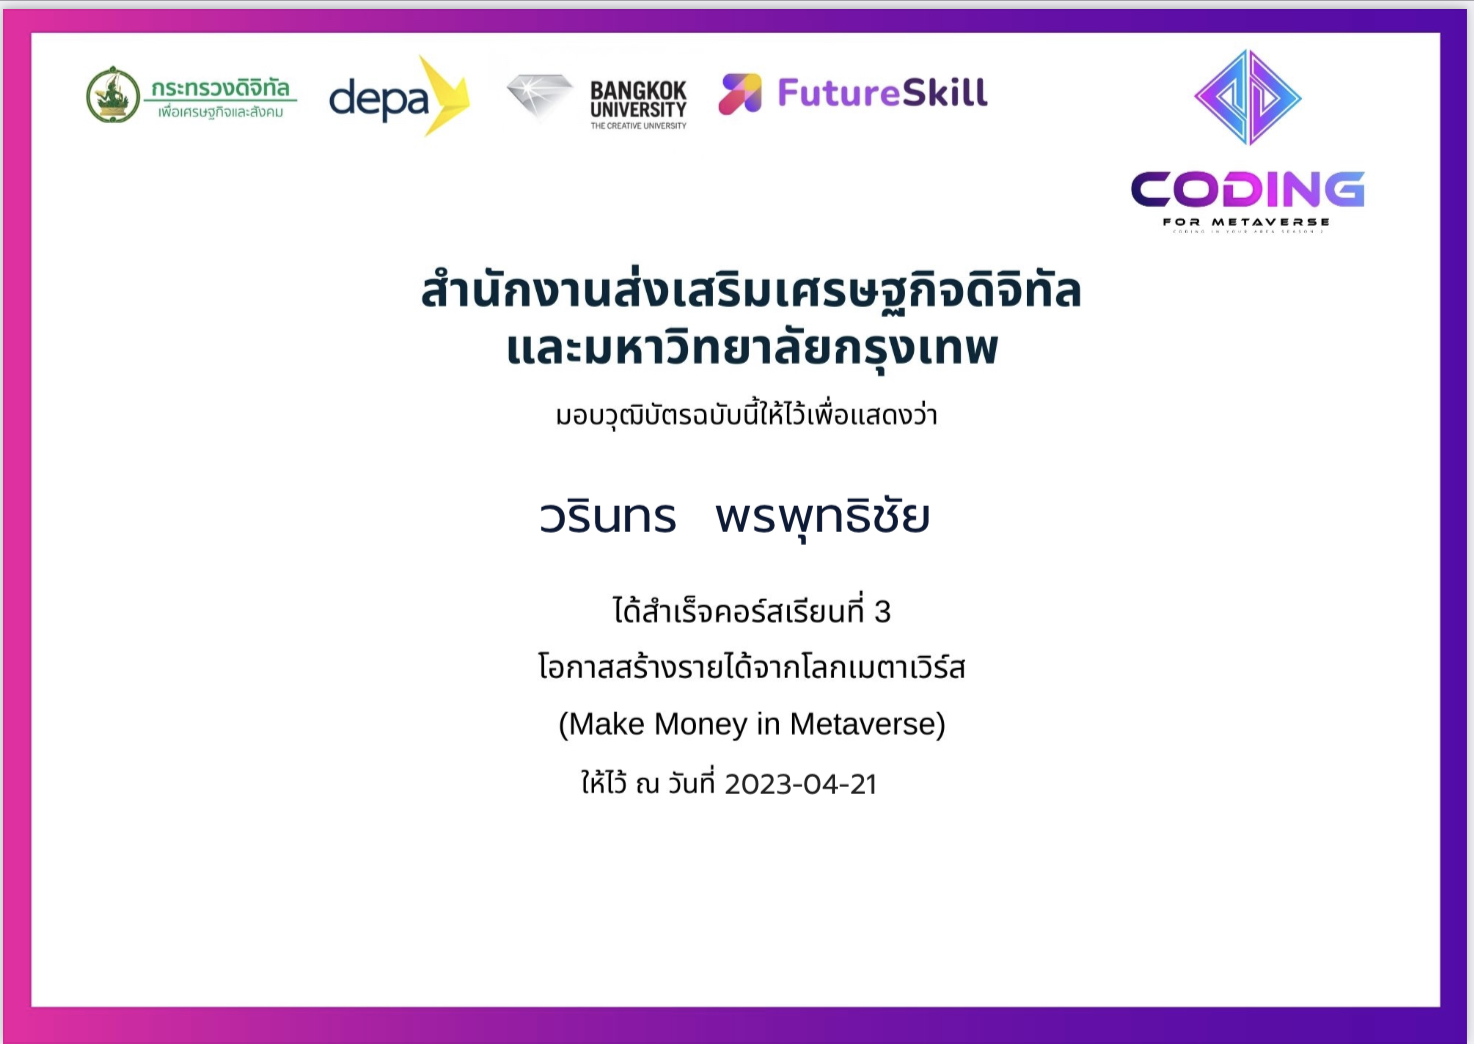 กระทรวงดิจิทัล
เพื่อเศรษฐกิจและสังคม
depa
BANGKOK
UNIVERSITY
THE CREATIVE UNIVERSITY
FutureSkill
CODING
FOR METAVERSE
CODING IN YOUR AREA SEASON 2
สำนักงานส่งเสริมเศรษฐกิจดิจิทัล
และมหาวิทยาลัยกรุงเทพ
มอบวุฒิบัตรฉบับนี้ให้ไว้เพื่อแสดงว่า
วรินทร พรพุทธิชัย
ได้สำเร็จคอร์สเรียนที่ 3
โอกาสสร้างรายได้จากโลกเมตาเวิร์ส
(Make Money in Metaverse)
ให้ไว้ ณ วันที่ 2023-04-21